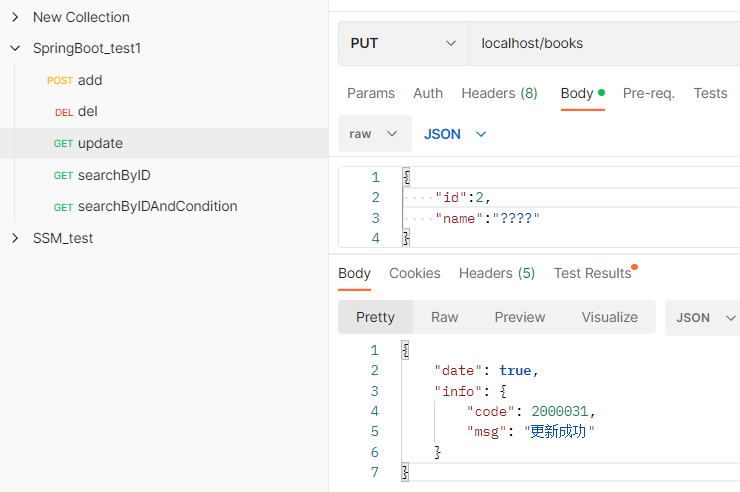 New Collection
SpringBoot_test1
POST add
DEL del
GET update
GET searchByID
GET searchByIDAndCondition
SSM_test
PUT localhost/books
Params Auth Headers (8) Body Pre-req. Tests
raw JSON
1 {
2 "id":2,
3 "name":"????"
4 }
Body Cookies Headers (5) Test Results
Pretty Raw Preview Visualize JSON
1 {
2 "date": true,
3 "info": {
4 "code": 2000031,
5 "msg": "更新成功"
6 }
7 }